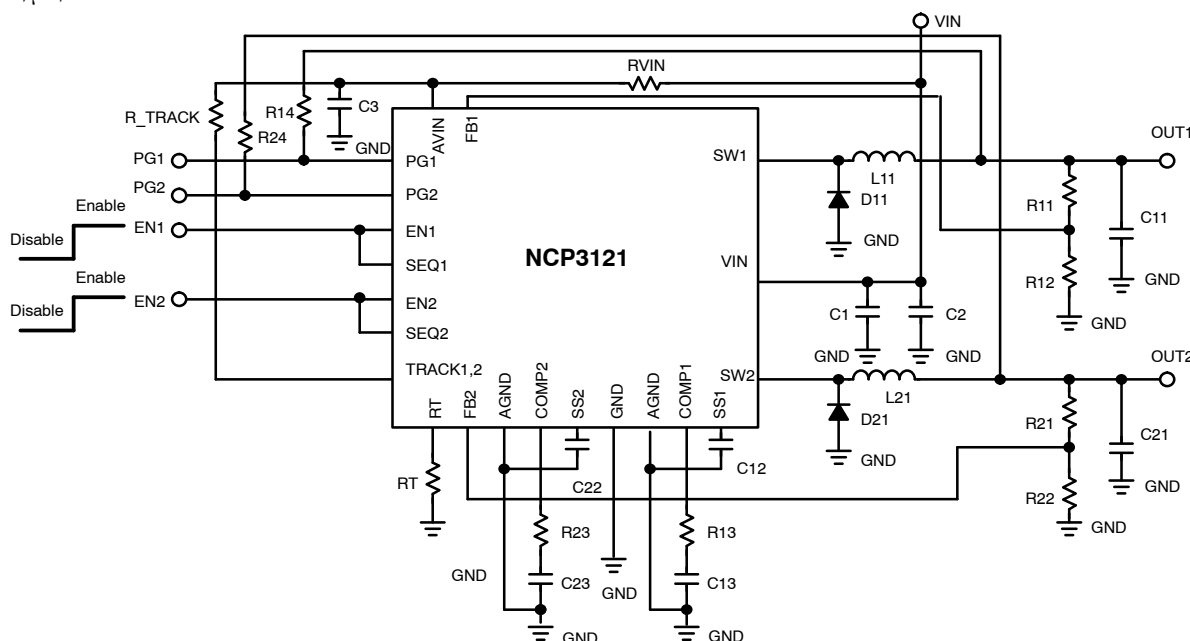 VIN
RVIN
R_TRACK
R14
C3
R24
GND
AVIN
FB1
OUT1
PG1
PG1
SW1
L11
D11
R11
C11
PG2
PG2
Enable
Disable
EN1
EN1
SEQ1
NCP3121
GND
VIN
R12
GND
GND
Enable
Disable
EN2
EN2
SEQ2
C1
C2
GND
GND
OUT2
TRACK1,2
SW2
L21
RT
FB2
AGND
COMP2
SS2
GND
AGND
COMP1
SS1
D21
R21
C21
GND
RT
C22
C12
R22
GND
GND
R23
R13
GND
C23
GND
C13
GND
GND